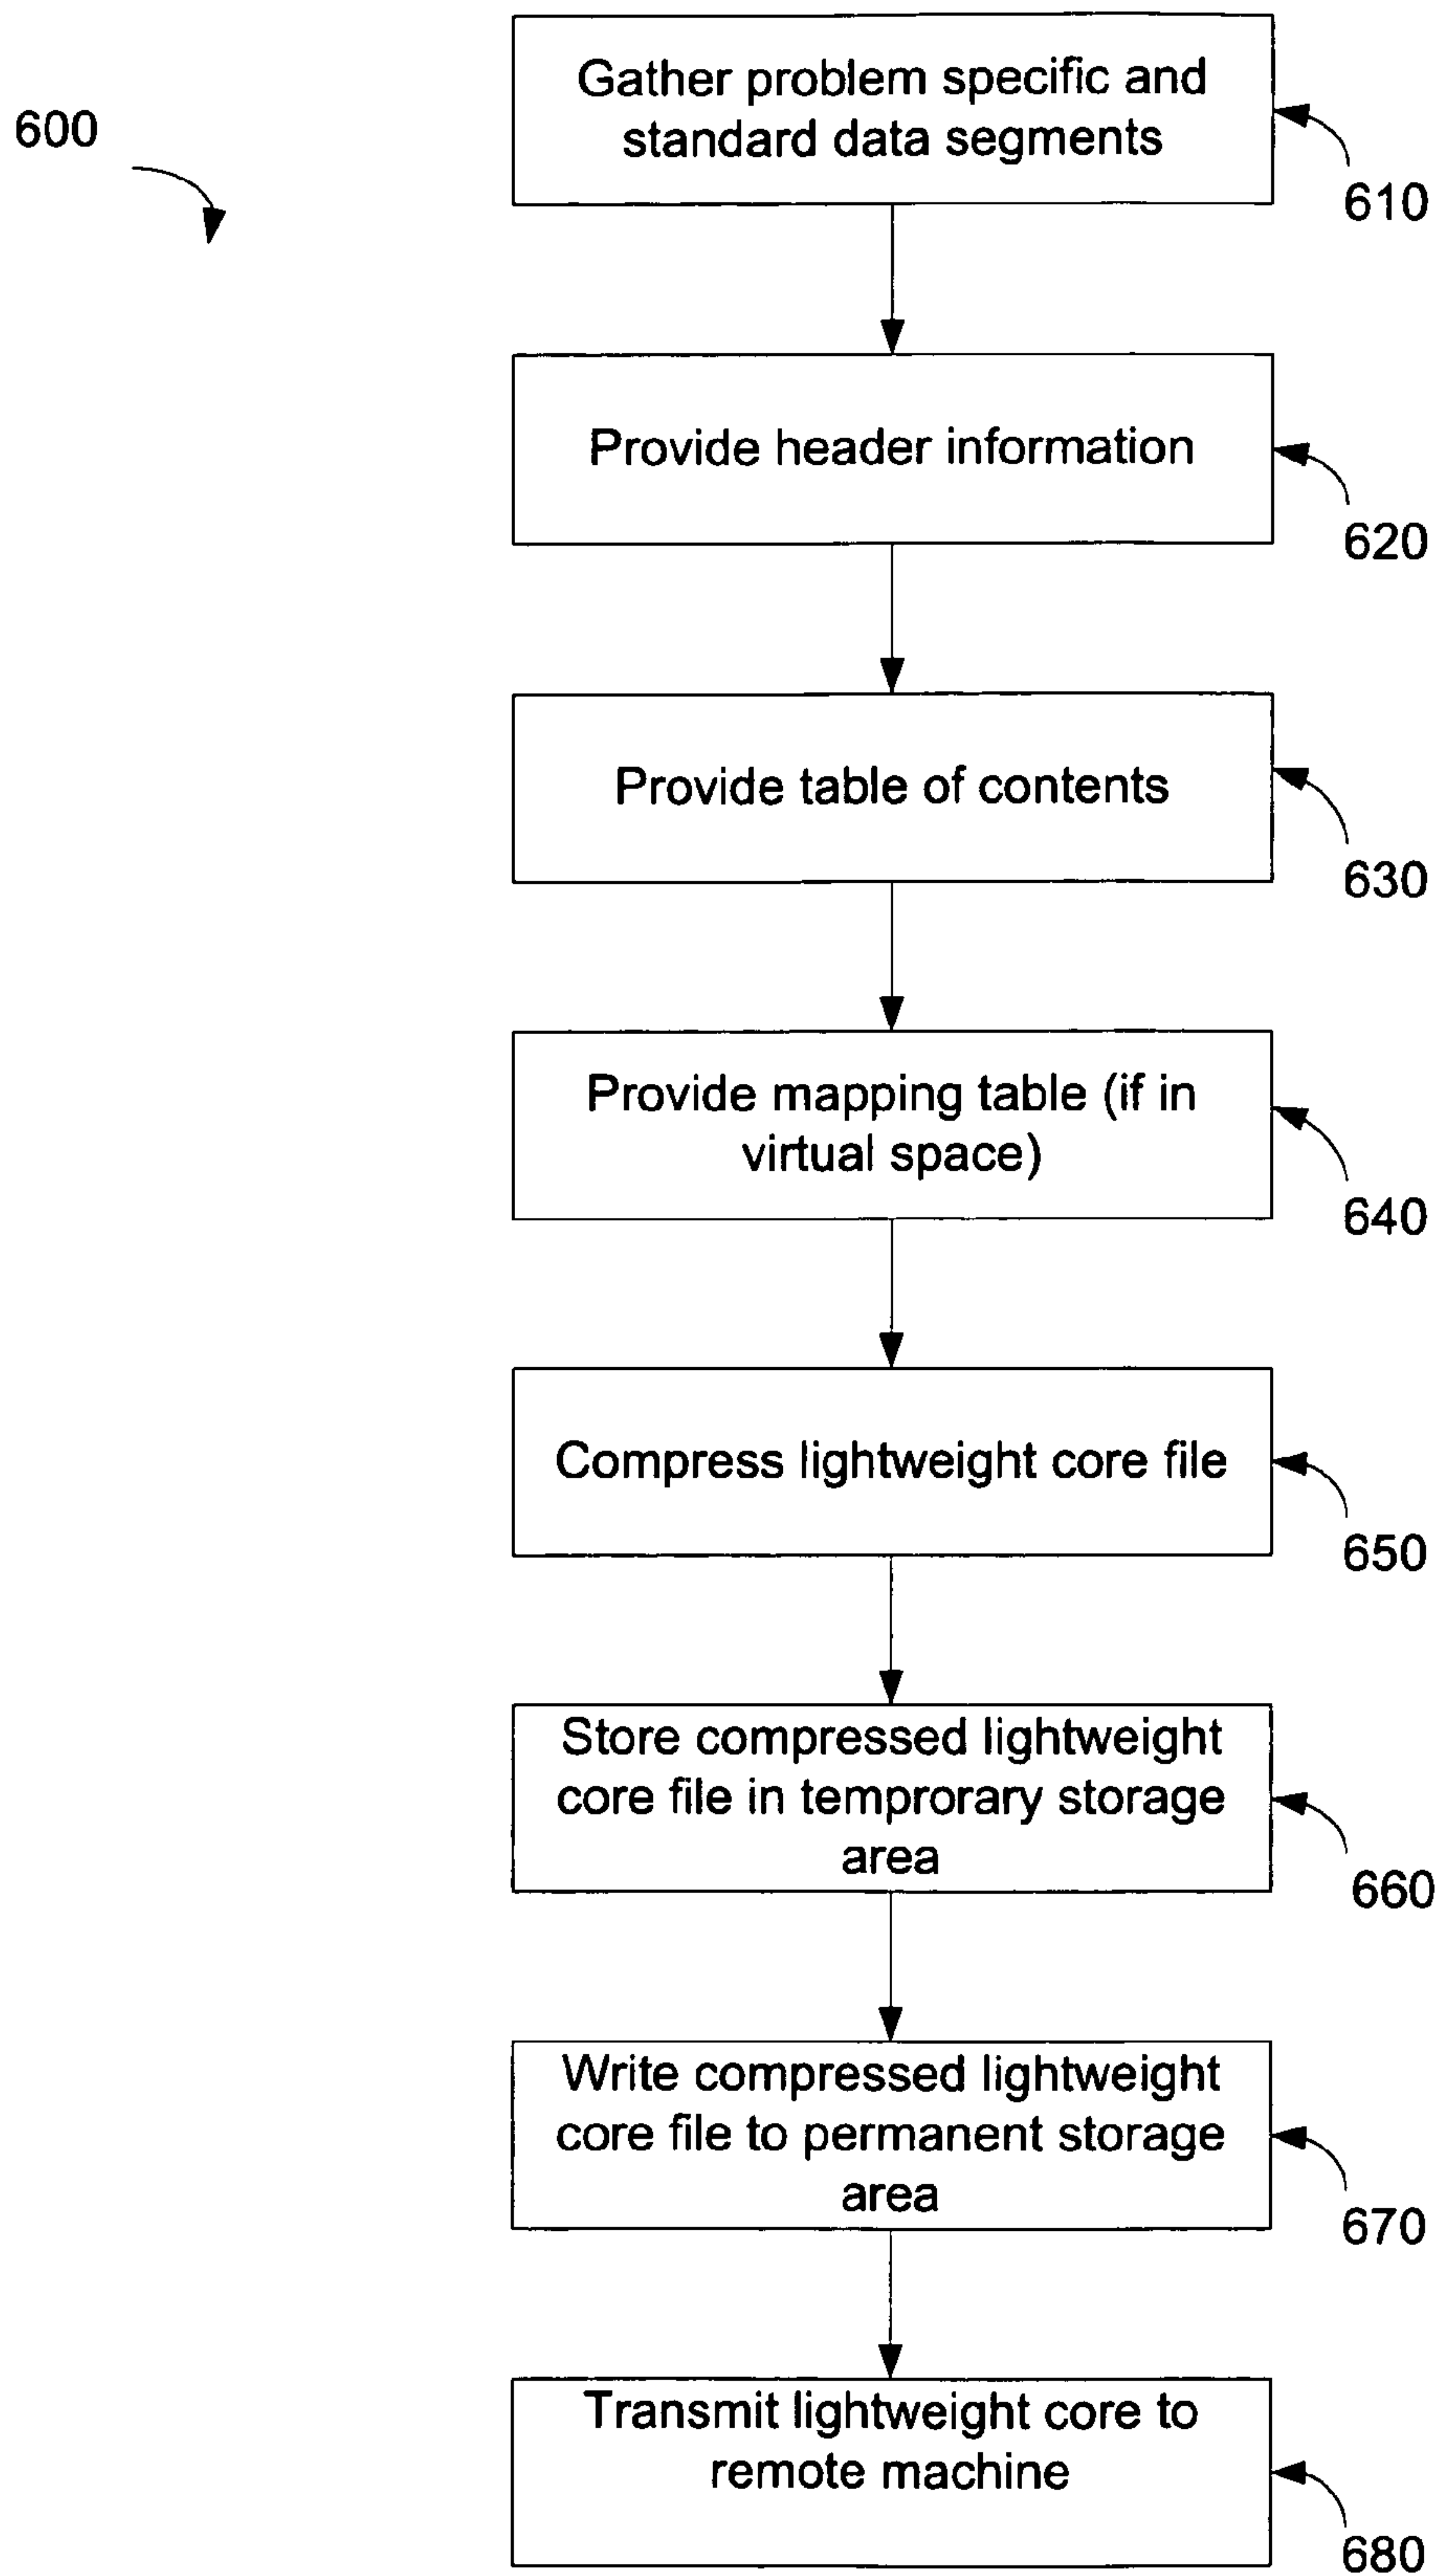 600
Gather problem specific and
standard data segments
610
Provide header information
620
Provide table of contents
630
Provide mapping table (if in
virtual space)
640
Compress lightweight core file
650
Store compressed lightweight
core file in temprorary storage
area
660
Write compressed lightweight
core file to permanent storage
area
670
Transmit lightweight core to
remote machine
680